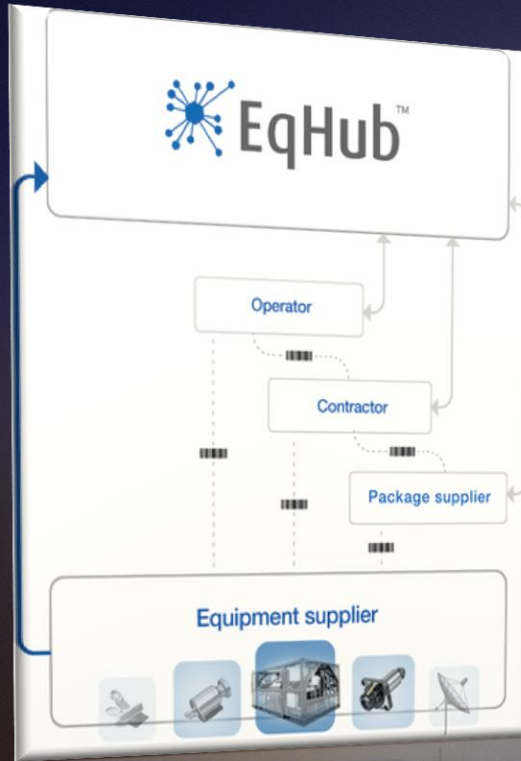 EqHub™
Operator
Contractor
Package supplier
Equipment supplier